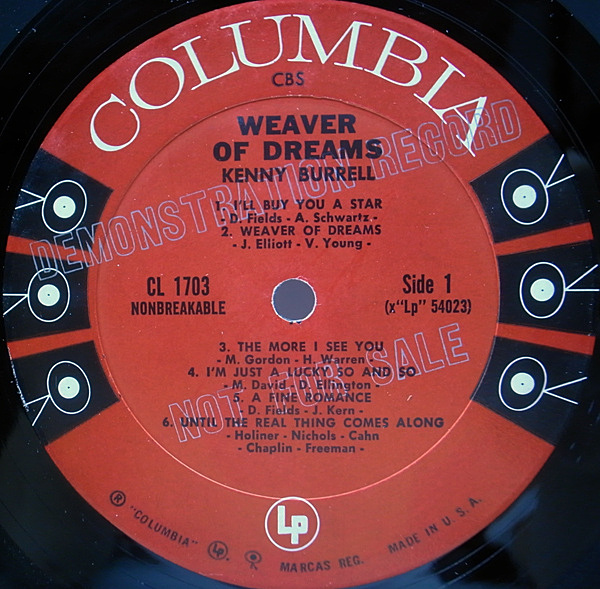 COLUMBIA
CBS
WEAVER
OF DREAMS
KENNY BURRELL
DEMONSTRATION RECORD
1. I'LL BUY YOU A STAR
- D. Fields - A. Schwartz -
2. WEAVER OF DREAMS
- J. Elliott - V. Young -
CL 1703
NONBREAKABLE
Side 1
(x"Lp" 54023)
3. THE MORE I SEE YOU
- M. Gordon - H. Warren -
4. I'M JUST A LUCKY SO AND SO
- M. David - D. Ellington -
5. A FINE ROMANCE
- D. Fields - J. Kern -
6. UNTIL THE REAL THING COMES ALONG
- Holiner - Nichols - Cahn
- Chaplin - Freeman -
NOT FOR SALE
Lp
® "COLUMBIA" Lp. MARCAS REG. MADE IN U.S.A.